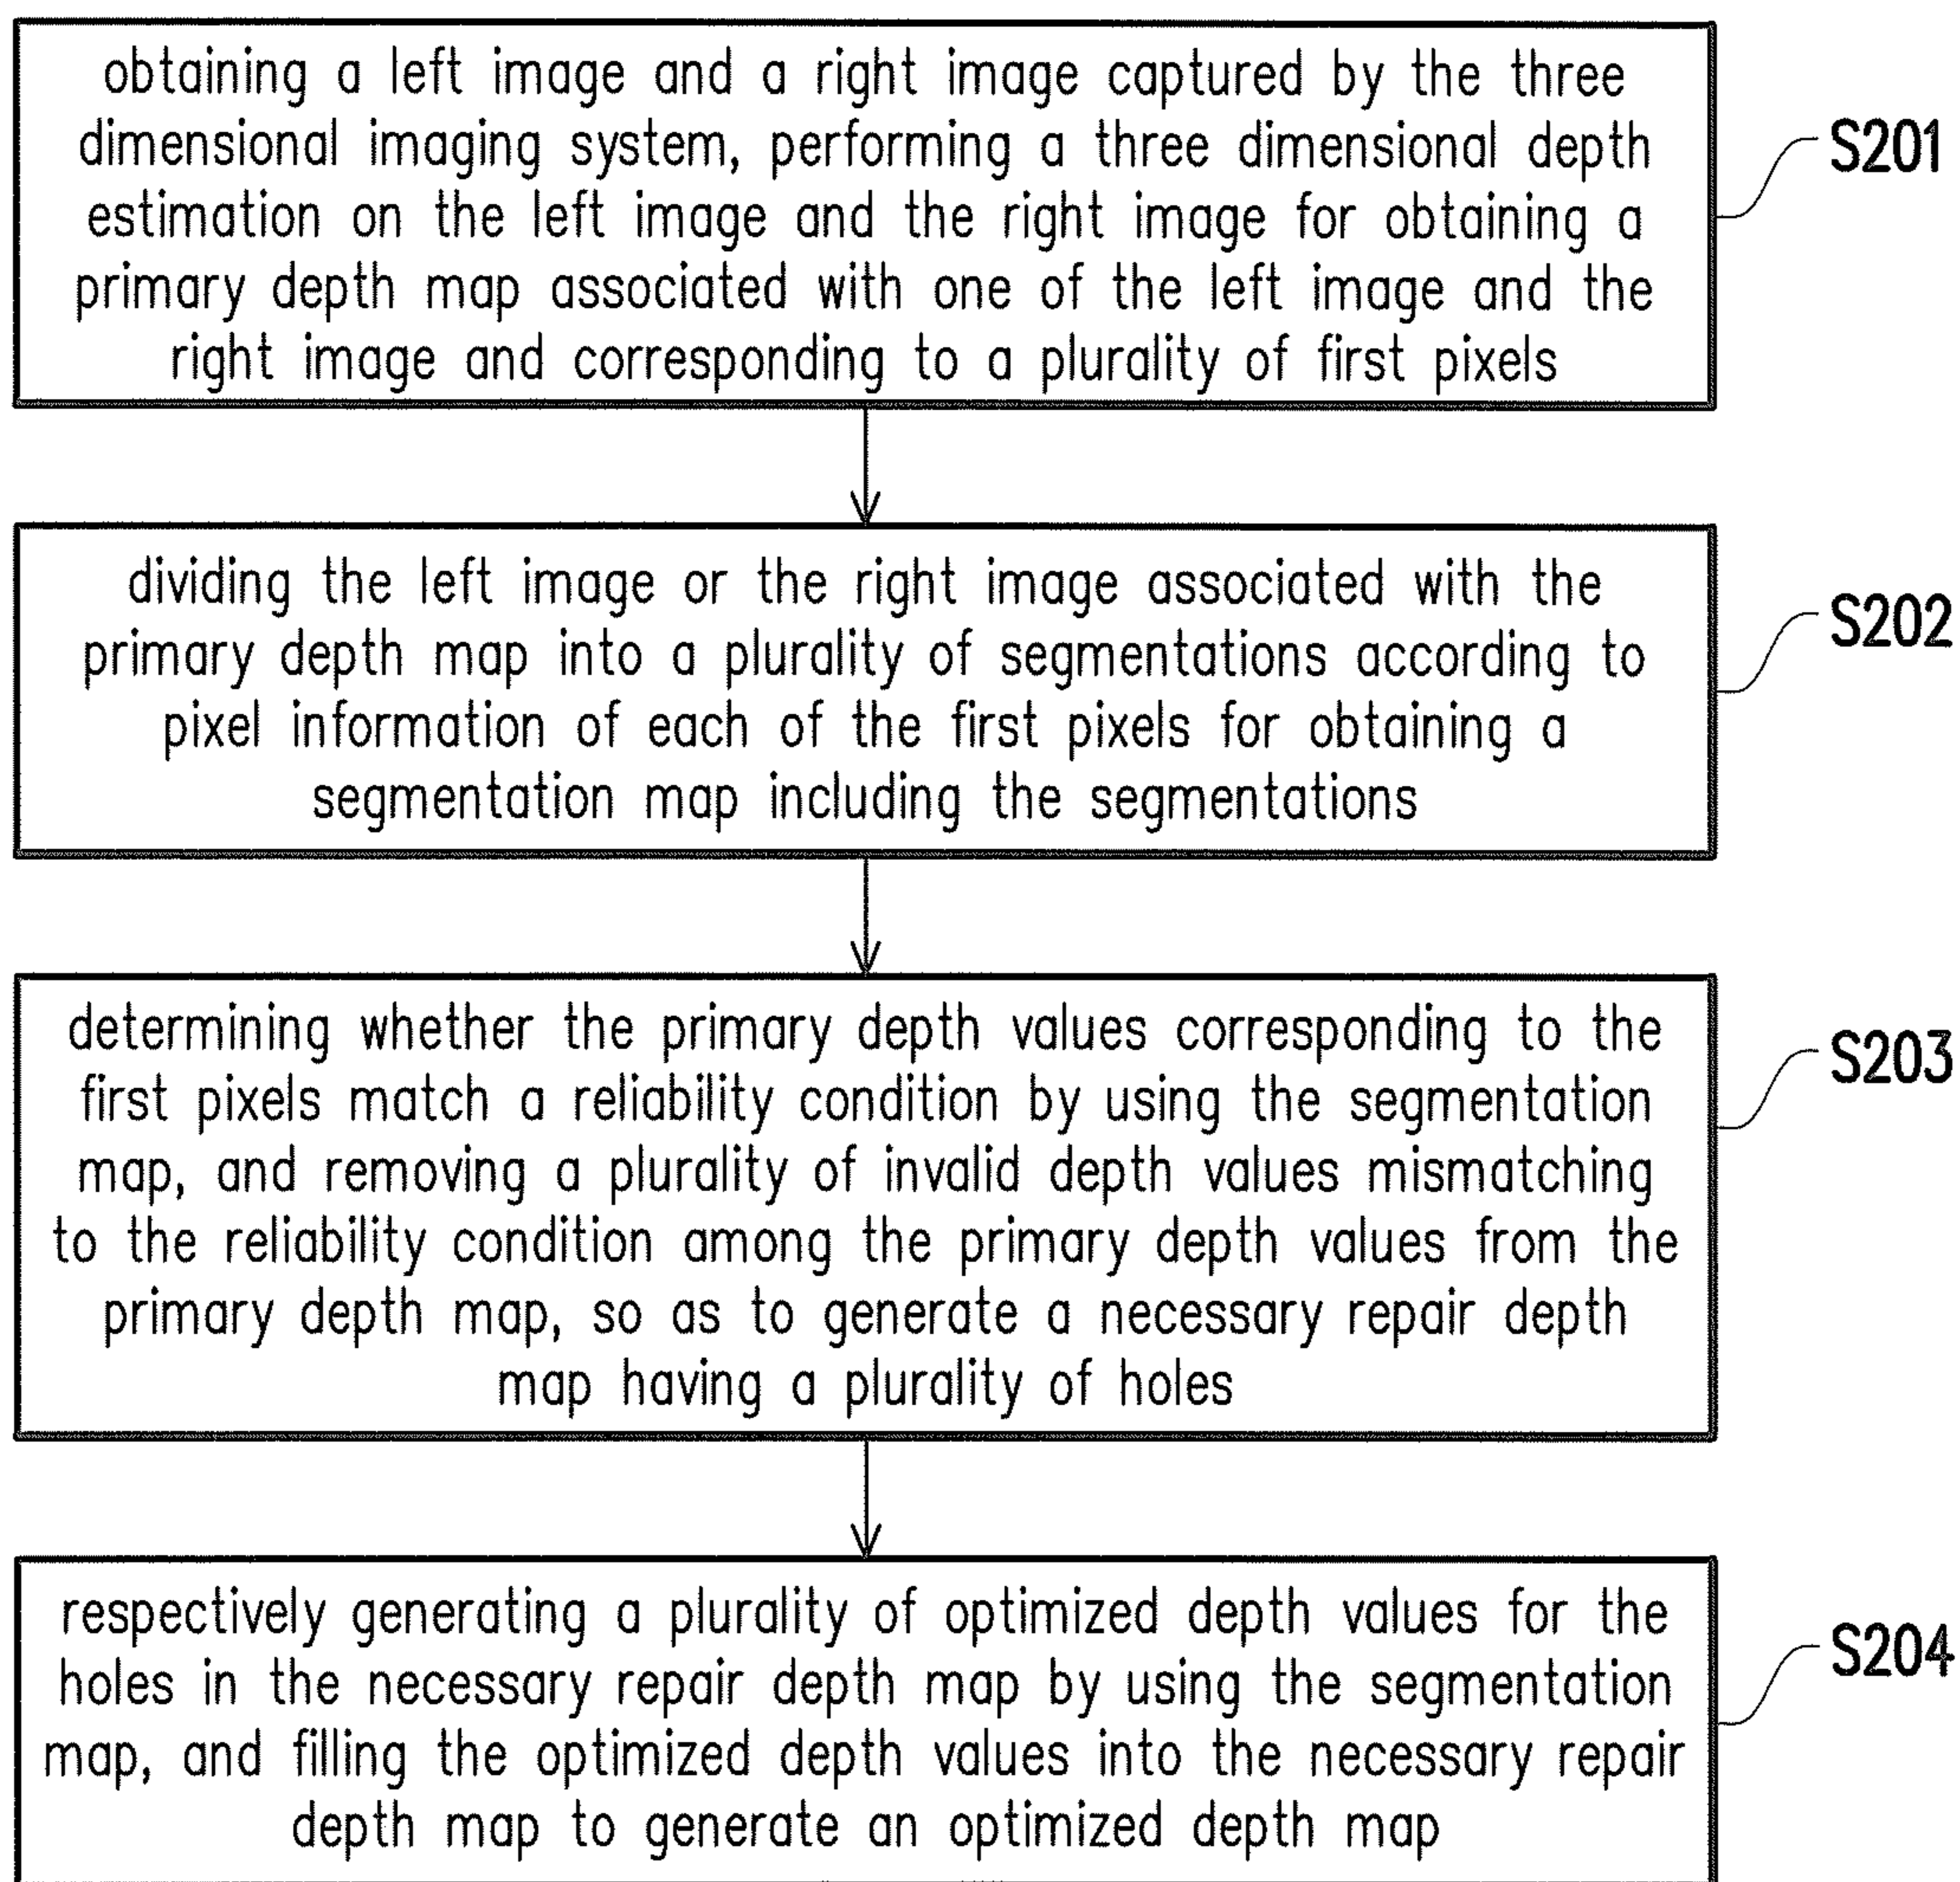 obtaining a left image and a right image captured by the three
dimensional imaging system, performing a three dimensional depth
estimation on the left image and the right image for obtaining a
primary depth map associated with one of the left image and the
right image and corresponding to a plurality of first pixels
S201
dividing the left image or the right image associated with the
primary depth map into a plurality of segmentations according to
pixel information of each of the first pixels for obtaining a
segmentation map including the segmentations
S202
determining whether the primary depth values corresponding to the
first pixels match a reliability condition by using the segmentation
map, and removing a plurality of invalid depth values mismatching
to the reliability condition among the primary depth values from the
primary depth map, so as to generate a necessary repair depth
map having a plurality of holes
S203
respectively generating a plurality of optimized depth values for the
holes in the necessary repair depth map by using the segmentation
map, and filling the optimized depth values into the necessary repair
depth map to generate an optimized depth map
S204